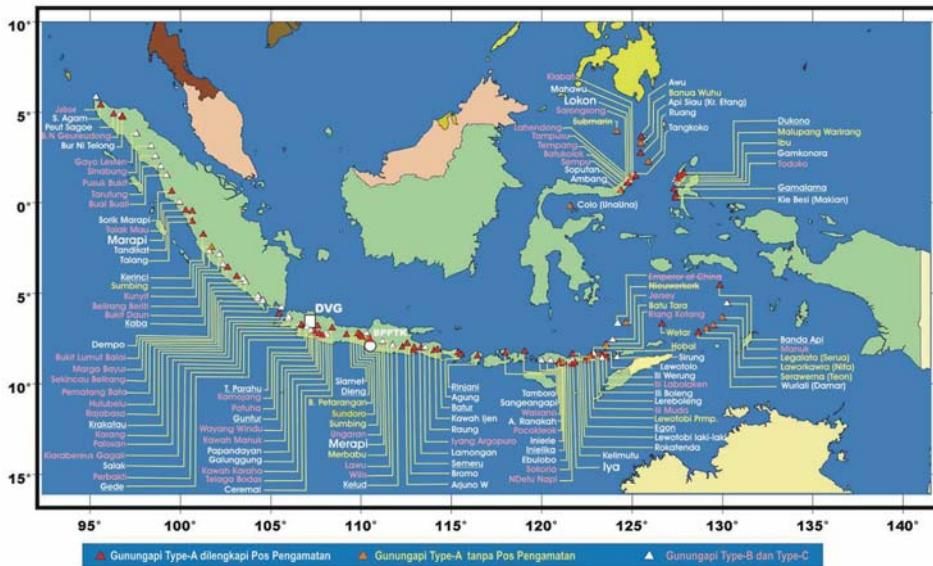 10°
5°
0°
5°
10°
15°
95°
100°
105°
110°
115°
120°
125°
130°
135°
140°
Jaboi
S. Agam
Peut Sagoe
B.N Geureudong
Bur Ni Telong
Gayo Lesten
Sinabung
Pusuk Bukit
Tarutung
Bual Buali
Sorik Marapi
Talak Mau
Marapi
Tandikat
Talang
Kerinci
Sumbing
Kunyit
Belirang Beriti
Bukit Daun
Kaba
Dempo
Bukit Lumut Balai
Marga Bayur
Sekincau Belirang
Pematang Bata
Hulubelu
Rajabasa
Krakatau
Karang
Pulosari
Kiaraberes Gagak
Salak
Perbakti
Gede
DVG
BPPTK
T. Parahu
Kamojang
Patuha
Guntur
Wayang Windu
Kawah Manuk
Papandayan
Galunggung
Kawah Karaha
Telaga Bodas
Ceremai
Slamet
Dieng
B. Petarangan
Sundoro
Sumbing
Ungaran
Merapi
Merbabu
Lawu
Wilis
Kelud
Rinjani
Agung
Batur
Kawah Ijen
Raung
Iyang Argopuro
Lamongan
Semeru
Bromo
Arjuno W
Tambora
Sangeangapi
Waisano
A. Ranakah
Pocokleok
Inierie
Inielika
Ebulobo
Sokoria
NDetu Napi
Kelimutu
Iya
Sirung
Lewotolo
Ili Werung
Ili Labalaken
Ili Boleng
Lereboleng
Ili Muda
Lewotobi Prmp.
Egon
Lewotobi laki-laki
Rokatenda
Klabat
Mahawu
Lokon
Sarongsong
Submarin
Lahendong
Tampusu
Tempang
Batukolok
Sempu
Soputan
Ambang
Colo (UnaUna)
Awu
Banua Wuhu
Api Siau (Kr. Etang)
Ruang
Tangkoko
Dukono
Malupang Warirang
Ibu
Gamkonora
Todoko
Gamalama
Kie Besi (Makian)
Emperor of China
Nieuwerkerk
Jersey
Batu Tara
Riang Kotang
Wetar
Hobal
Banda Api
Manuk
Legalata (Serua)
Laworkawra (Nila)
Serawerna (Teon)
Wurlali (Damar)
Gunungapi Type-A dilengkapi Pos Pengamatan
Gunungapi Type-A tanpa Pos Pengamatan
Gunungapi Type-B dan Type-C